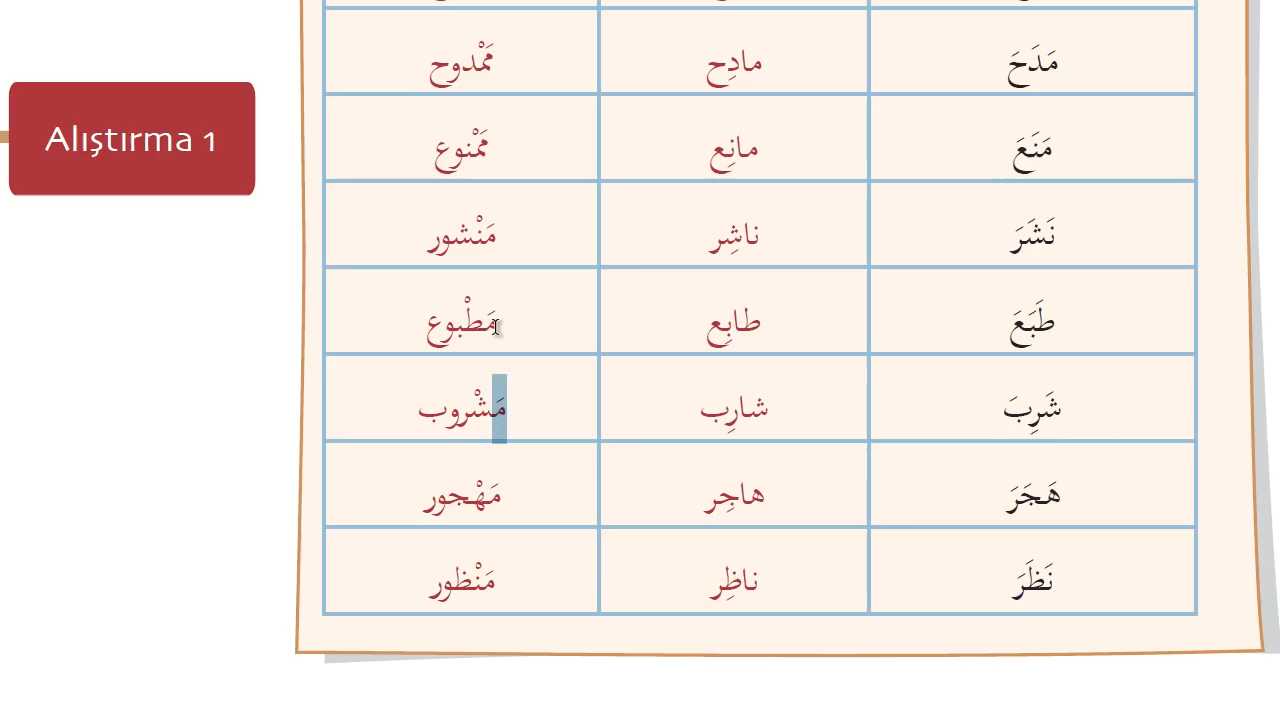 Alıştırma 1
مَدَحَ مادِح مَمْدوح
مَنَعَ مانِع مَمْنوع
نَشَرَ ناشِر مَنْشور
طَبَعَ طابِع مَطْبوع
شَرِبَ شارِب مَشْروب
هَجَرَ هاجِر مَهْجور
نَظَرَ ناظِر مَنْظور